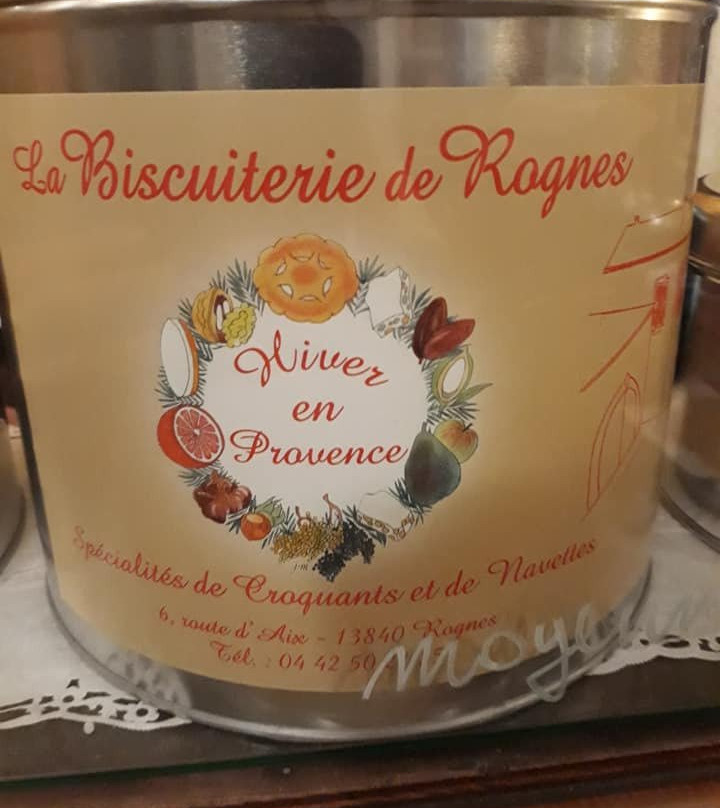 La Biscuiterie de Rognes
Hiver
en
Provence
Spécialités de Croquants et de Navettes
6, route d'Aix - 13840 Rognes
Tél. : 04 42 50